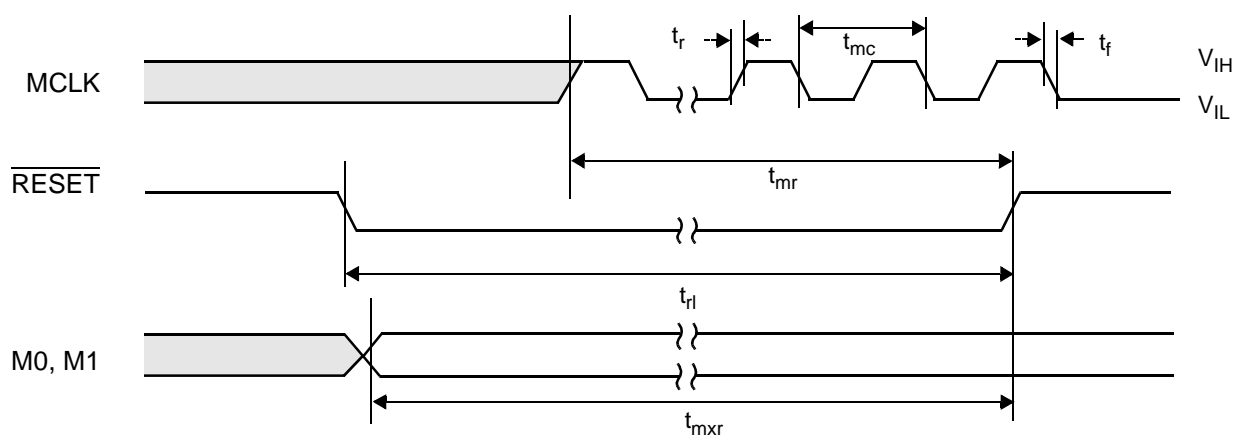 t_r
t_mc
t_f
V_IH
MCLK
V_IL
t_mr
RESET
t_rl
M0, M1
t_mxr